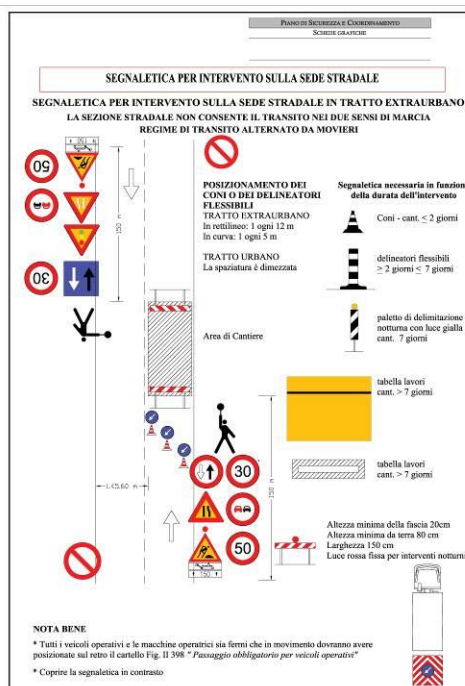 PIANO DI SICUREZZA E COORDINAMENTO
SCHEDE GRAFICHE
SEGNALETICA PER INTERVENTO SULLA SEDE STRADALE
SEGNALETICA PER INTERVENTO SULLA SEDE STRADALE IN TRATTO EXTRAURBANO
LA SEZIONE STRADALE NON CONSENTE IL TRANSITO NEI DUE SENSI DI MARCIA
REGIME DI TRANSITO ALTERNATO DA MOVIERI
50
30
150 m
POSIZIONAMENTO DEI
CONI O DEI DELINEATORI
FLESSIBILI
TRATTO EXTRAURBANO
In rettilineo: 1 ogni 12 m
In curva: 1 ogni 5 m
TRATTO URBANO
La spaziatura è dimezzata
Area di Cantiere
Segnaletica necessaria in funzion
della durata dell'intervento
Coni - cant. ≤ 2 giorni
delineatori flessibili
≥ 2 giorni ≤ 7 giorni
paletto di delimitazione
notturna con luce gialla
cant. 7 giorni
tabella lavori
cant. > 7 giorni
tabella lavori
cant. > 7 giorni
L<5.60 m
30
50
150 m
150
Altezza minima della fascia 20cm
Altezza minima da terra 80 cm
Larghezza 150 cm
Luce rossa fissa per interventi notturni
NOTA BENE
* Tutti i veicoli operativi e le macchine operatrici sia fermi che in movimento dovranno avere
posizionate sul retro il cartello Fig. II 398 "Passaggio obbligatorio per veicoli operativi"
* Coprire la segnaletica in contrasto